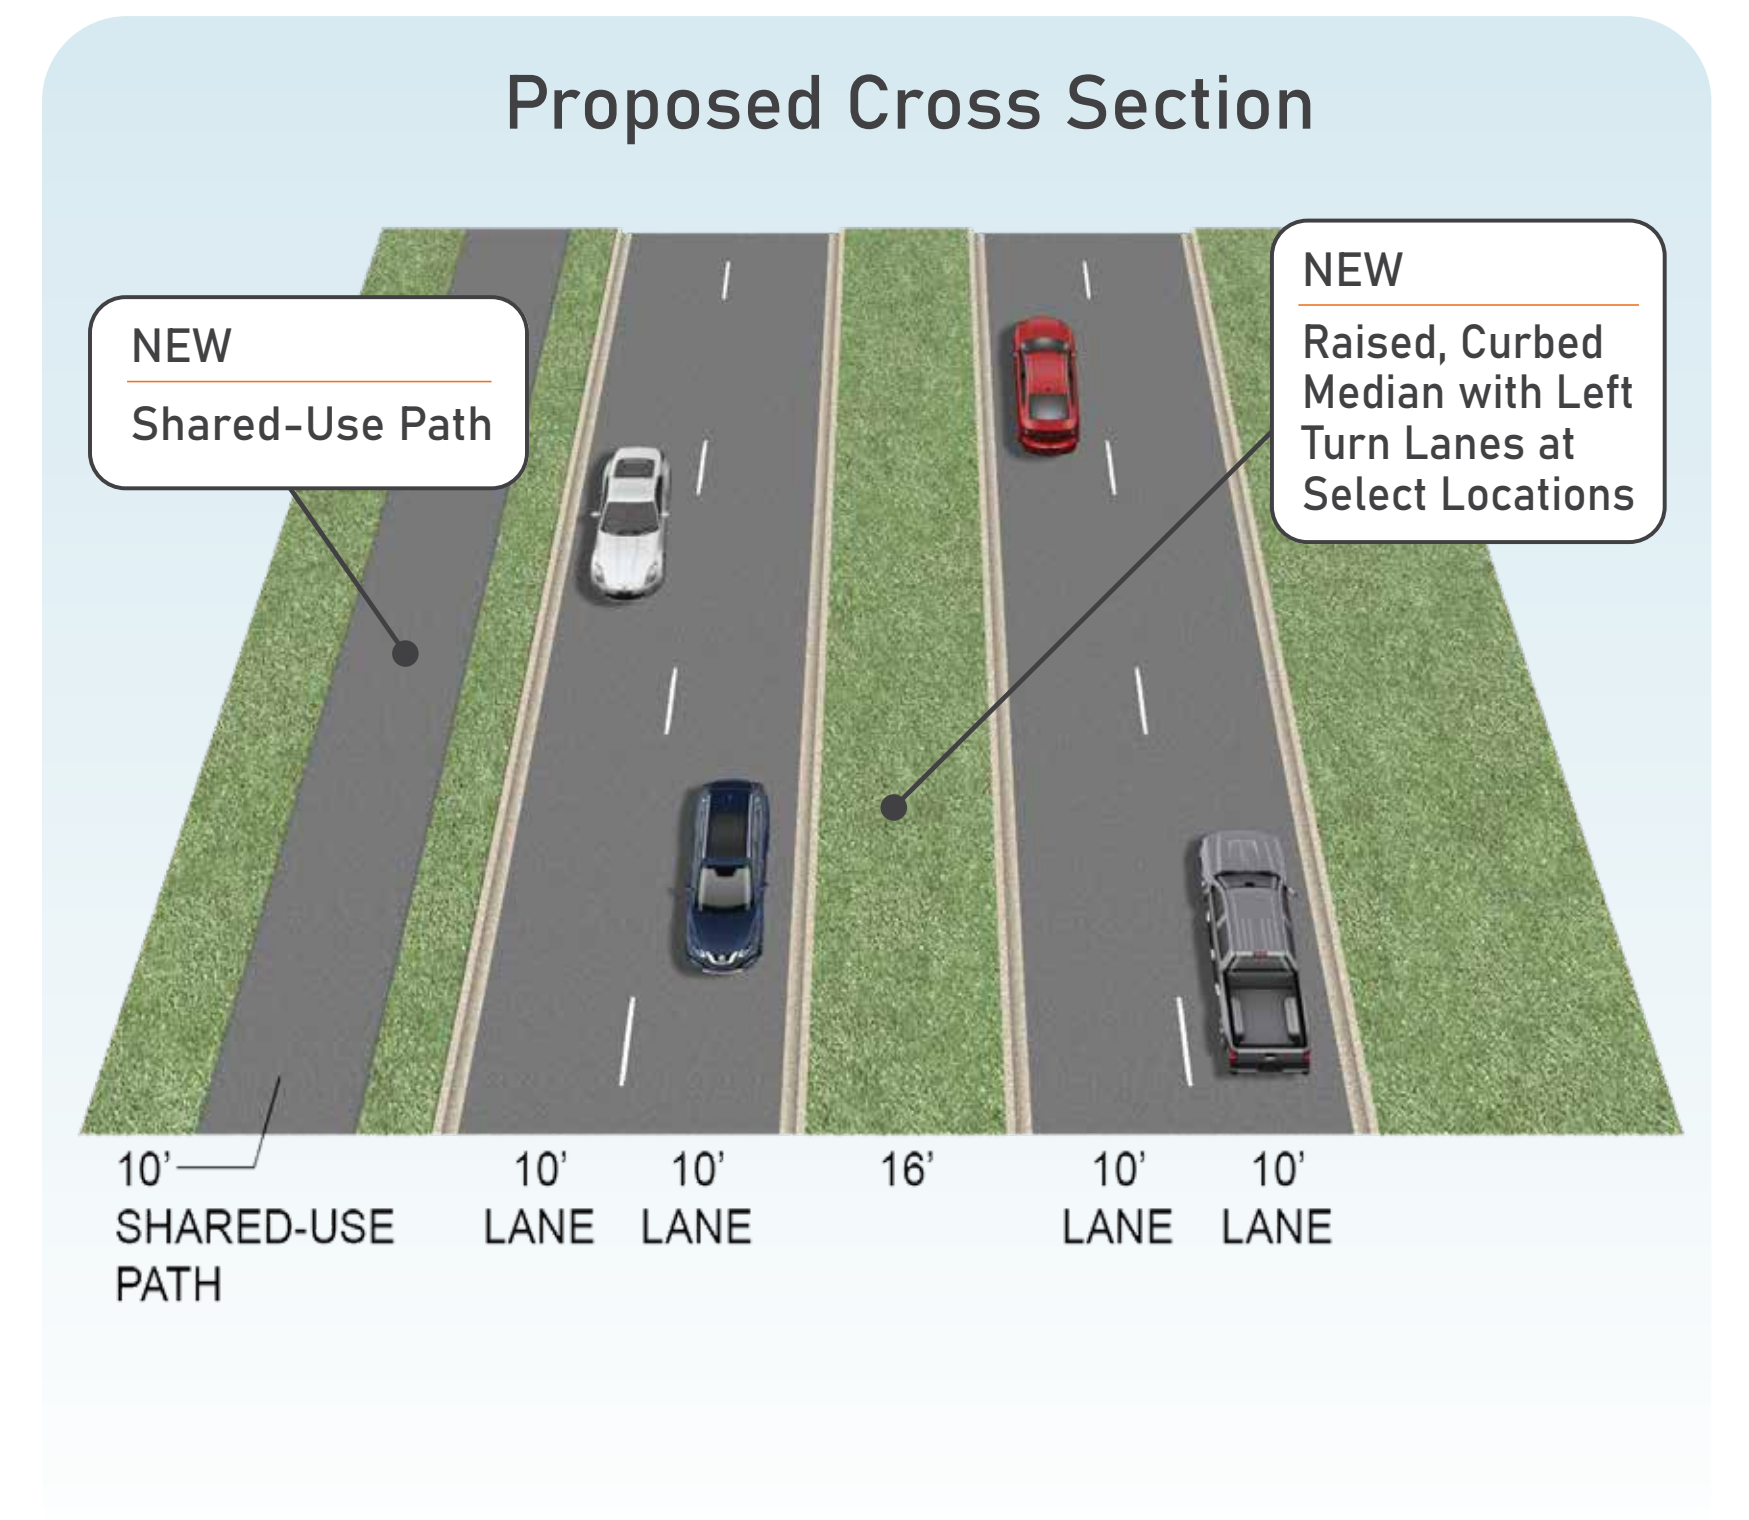 Proposed Cross Section
NEW
Shared-Use Path
NEW
Raised, Curbed
Median with Left
Turn Lanes at
Select Locations
10'
SHARED-USE
PATH
10'
LANE
10'
LANE
16'
10'
LANE
10'
LANE